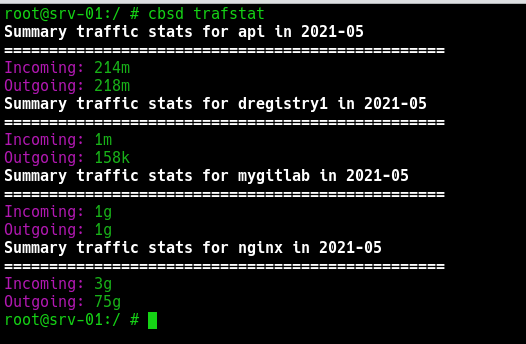 root@srv-01:/ # cbsd trafstat
Summary traffic stats for api in 2021-05
=================================================
Incoming: 214m
Outgoing: 218m
Summary traffic stats for dregistry1 in 2021-05
=================================================
Incoming: 1m
Outgoing: 158k
Summary traffic stats for mygitlab in 2021-05
=================================================
Incoming: 1g
Outgoing: 1g
Summary traffic stats for nginx in 2021-05
=================================================
Incoming: 3g
Outgoing: 75g
root@srv-01:/ #